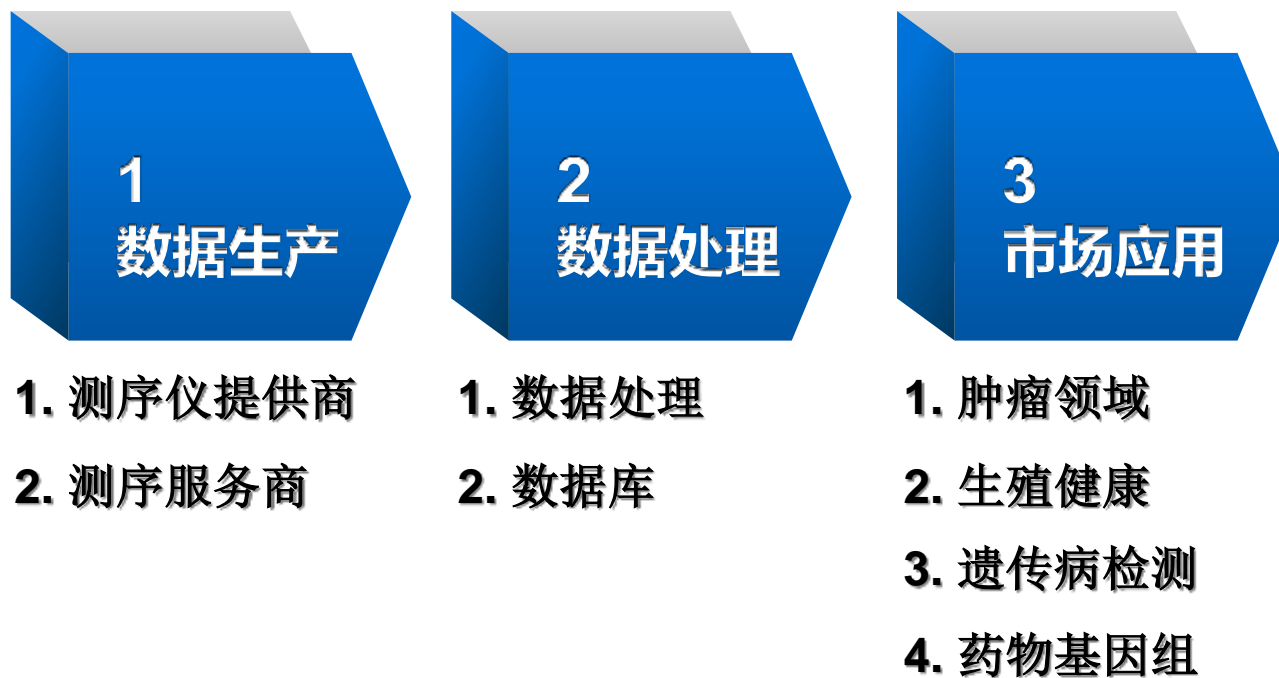 1
数据生产
1. 测序仪提供商
2. 测序服务商
2
数据处理
1. 数据处理
2. 数据库
3
市场应用
1. 肿瘤领域
2. 生殖健康
3. 遗传病检测
4. 药物基因组